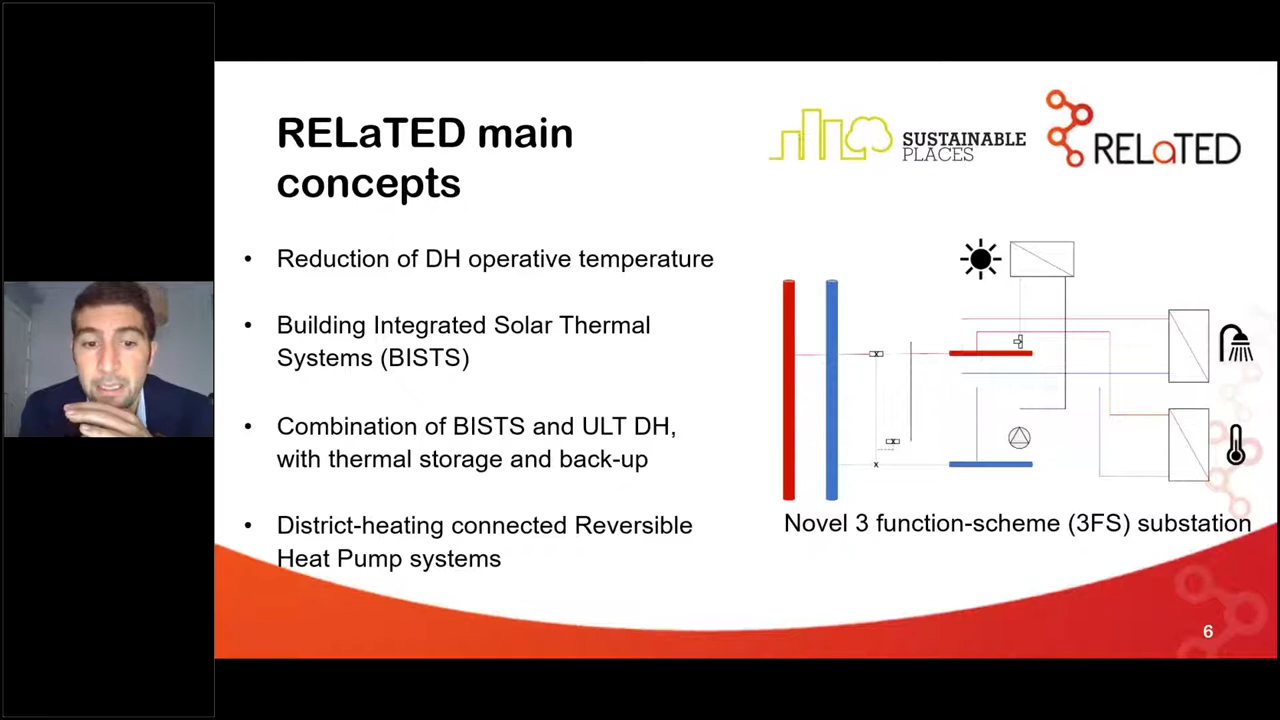 RELaTED main
concepts
SUSTAINABLE
PLACES
RELaTED
• Reduction of DH operative temperature
• Building Integrated Solar Thermal
Systems (BISTS)
• Combination of BISTS and ULT DH,
with thermal storage and back-up
• District-heating connected Reversible
Heat Pump systems
Novel 3 function-scheme (3FS) substation
6